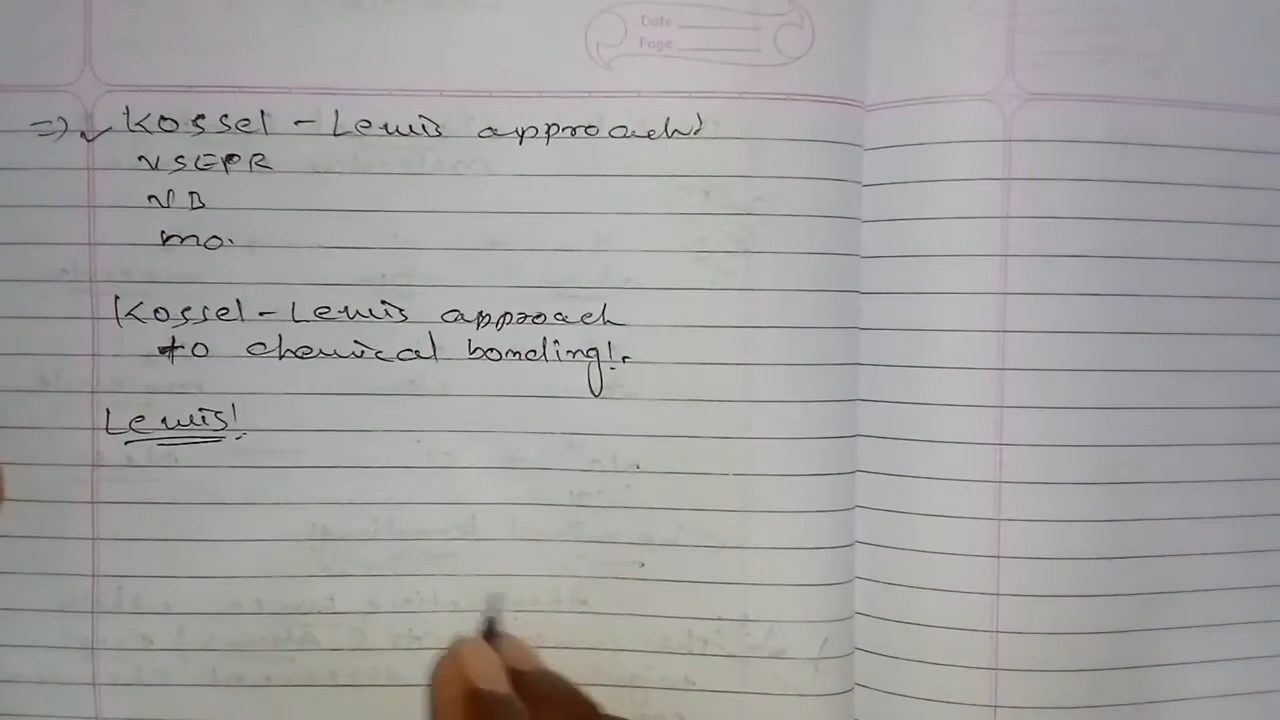 Date
Page
=> ✓ Kossel - Lewis approach:
VSEPR
VB
mo.
Kossel - Lewis approach
to chemical bonding:.
Lewis: